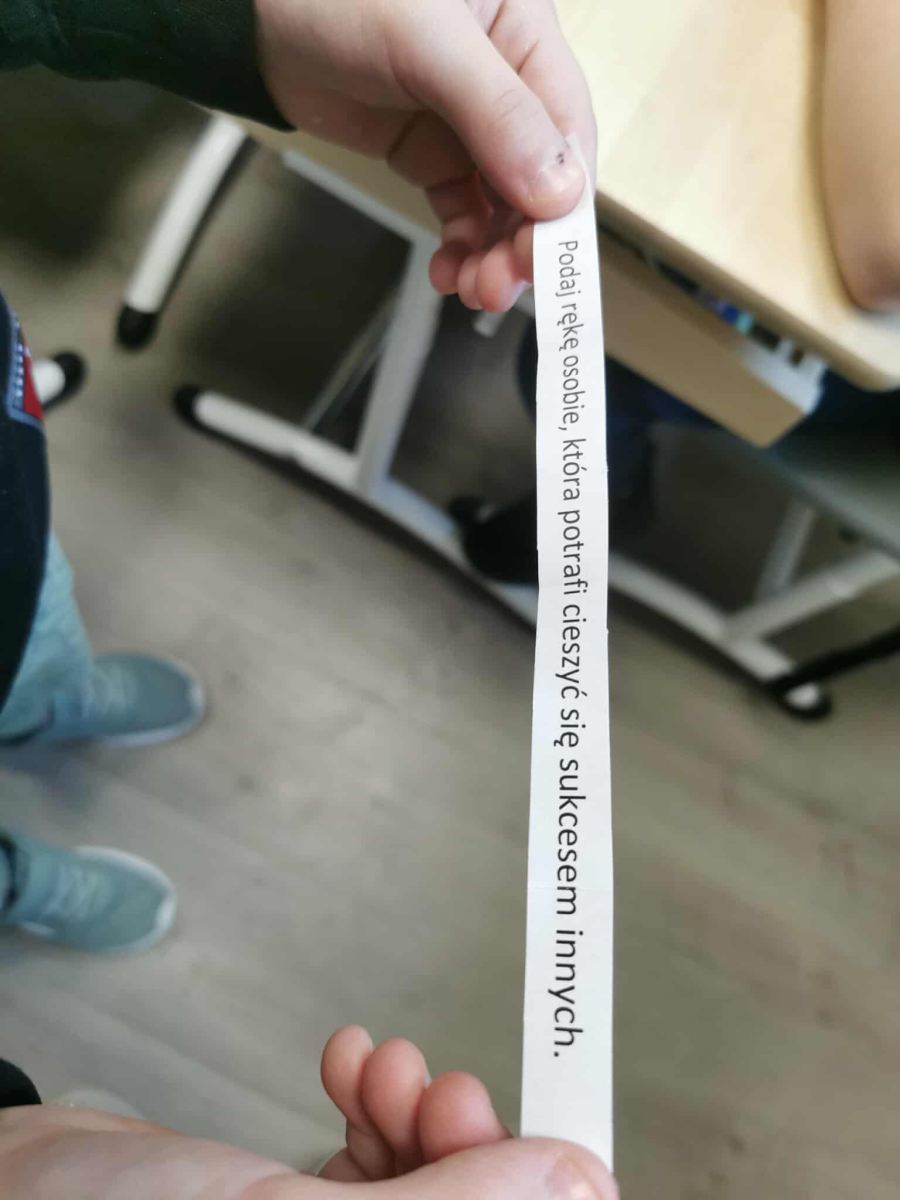 Podaj rękę osobie, która potrafi cieszyć się sukcesem innych.